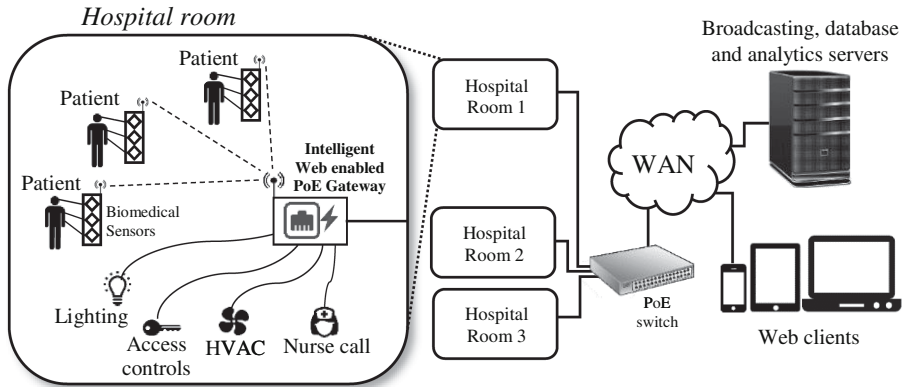 Hospital room
Patient
Patient
Patient
Biomedical
Sensors
Intelligent
Web enabled
PoE Gateway
Lighting
Access
controls
HVAC
Nurse call
Hospital
Room 1
Hospital
Room 2
Hospital
Room 3
PoE
switch
WAN
Broadcasting, database
and analytics servers
Web clients